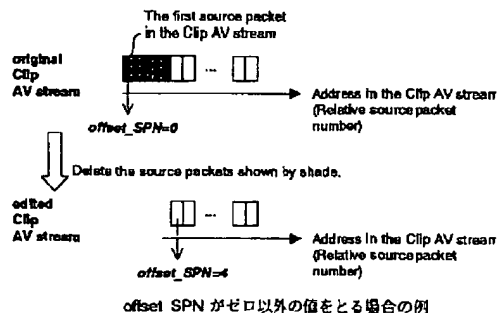 The first source packet
in the Clip AV stream
original
Clip
AV stream
...
Address in the Clip AV stream
(Relative source packet
number)
offset_SPN=0
Delete the source packets shown by shade.
edited
Clip
AV stream
...
Address in the Clip AV stream
(Relative source packet
number)
offset_SPN=4
offset_SPN がゼロ以外の値をとる場合の例